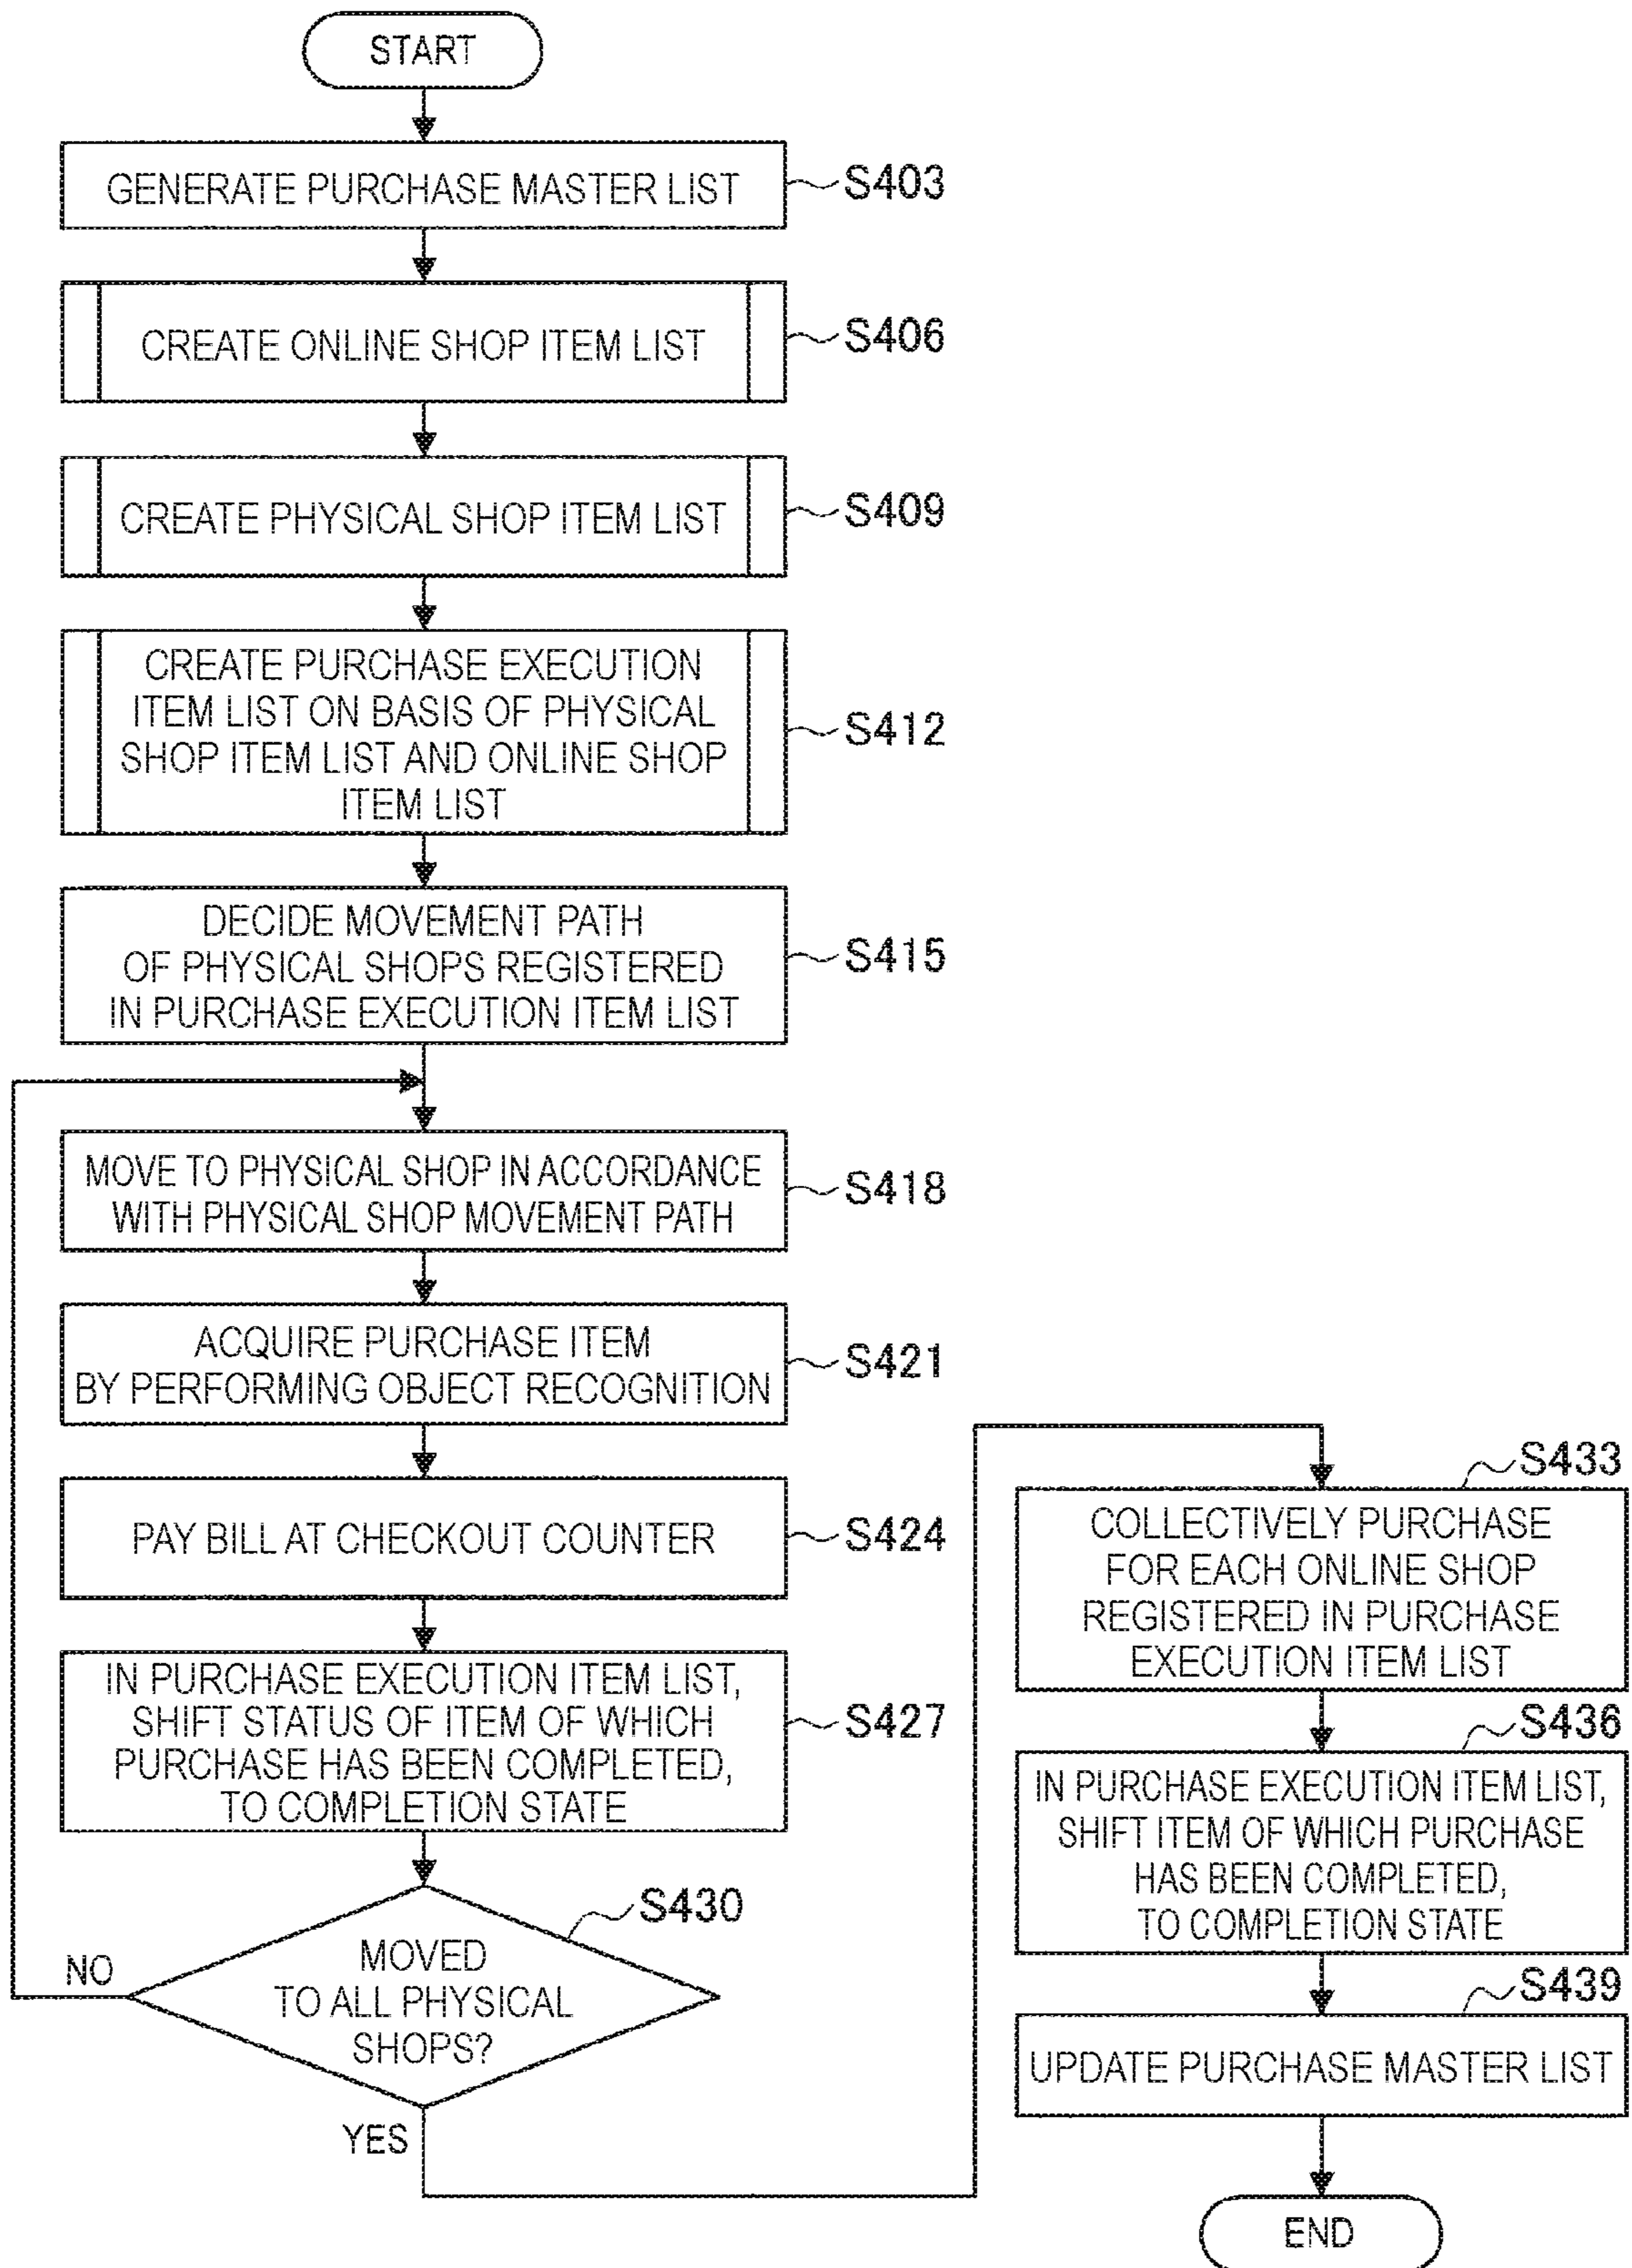 START
GENERATE PURCHASE MASTER LIST
S403
CREATE ONLINE SHOP ITEM LIST
S406
CREATE PHYSICAL SHOP ITEM LIST
S409
CREATE PURCHASE EXECUTION
ITEM LIST ON BASIS OF PHYSICAL
SHOP ITEM LIST AND ONLINE SHOP
ITEM LIST
S412
DECIDE MOVEMENT PATH
OF PHYSICAL SHOPS REGISTERED
IN PURCHASE EXECUTION ITEM LIST
S415
MOVE TO PHYSICAL SHOP IN ACCORDANCE
WITH PHYSICAL SHOP MOVEMENT PATH
S418
ACQUIRE PURCHASE ITEM
BY PERFORMING OBJECT RECOGNITION
S421
PAY BILL AT CHECKOUT COUNTER
S424
IN PURCHASE EXECUTION ITEM LIST,
SHIFT STATUS OF ITEM OF WHICH
PURCHASE HAS BEEN COMPLETED,
TO COMPLETION STATE
S427
S430
MOVED
TO ALL PHYSICAL
SHOPS?
NO
YES
S433
COLLECTIVELY PURCHASE
FOR EACH ONLINE SHOP
REGISTERED IN PURCHASE
EXECUTION ITEM LIST
S436
IN PURCHASE EXECUTION ITEM LIST,
SHIFT ITEM OF WHICH PURCHASE
HAS BEEN COMPLETED,
TO COMPLETION STATE
S439
UPDATE PURCHASE MASTER LIST
END